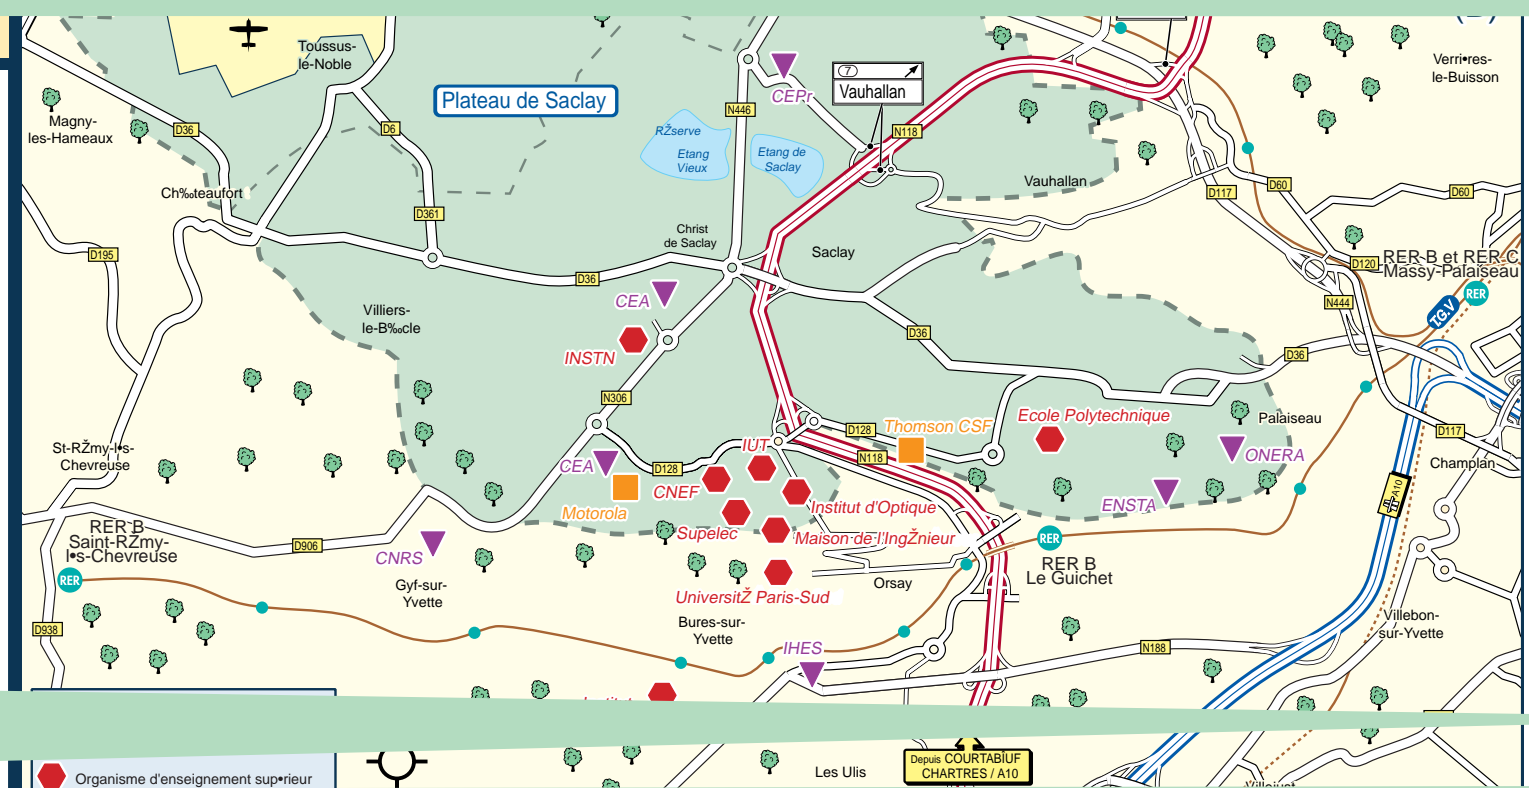 Toussus-
le-Noble
Verri•res-
le-Buisson
Plateau de Saclay
7
Vauhallan
CEPr
Magny-
les-Hameaux
D36
D6
N446
N118
RŽserve
Etang
Vieux
Etang de
Saclay
Vauhallan
D117
D60
D60
Ch‰teaufort
D361
Christ
de Saclay
Saclay
D195
D36
D120
RER B et RER C
Massy-Palaiseau
RER
CEA
T.G.V
N444
Villiers-
le-B‰cle
INSTN
D36
D36
N306
Thomson CSF
Ecole Polytechnique
Palaiseau
D128
IUT
N118
D117
St-RŽmy-l•s-
Chevreuse
CEA
D128
CNEF
ONERA
Champlan
Motorola
Institut d'Optique
ENSTA
A10
RER B
Saint-RŽmy-
l•s-Chevreuse
RER
D906
CNRS
Supelec
Maison de l'IngŽnieur
RER
RER B
Le Guichet
Gyf-sur-
Yvette
Orsay
UniversitŽ Paris-Sud
D938
Bures-sur-
Yvette
IHES
N188
Villebon-
sur-Yvette
Organisme d'enseignement sup•rieur
Les Ulis
Depuis COURTABÌUF
CHARTRES / A10